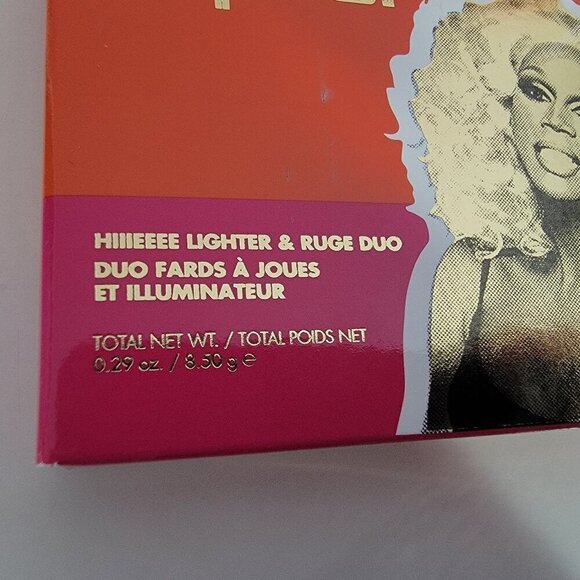 HIIIEEEE LIGHTER & RUGE DUO
DUO FARDS À JOUES
ET ILLUMINATEUR
TOTAL NET WT. / TOTAL POIDS NET
0.29 oz. / 8.50 g e